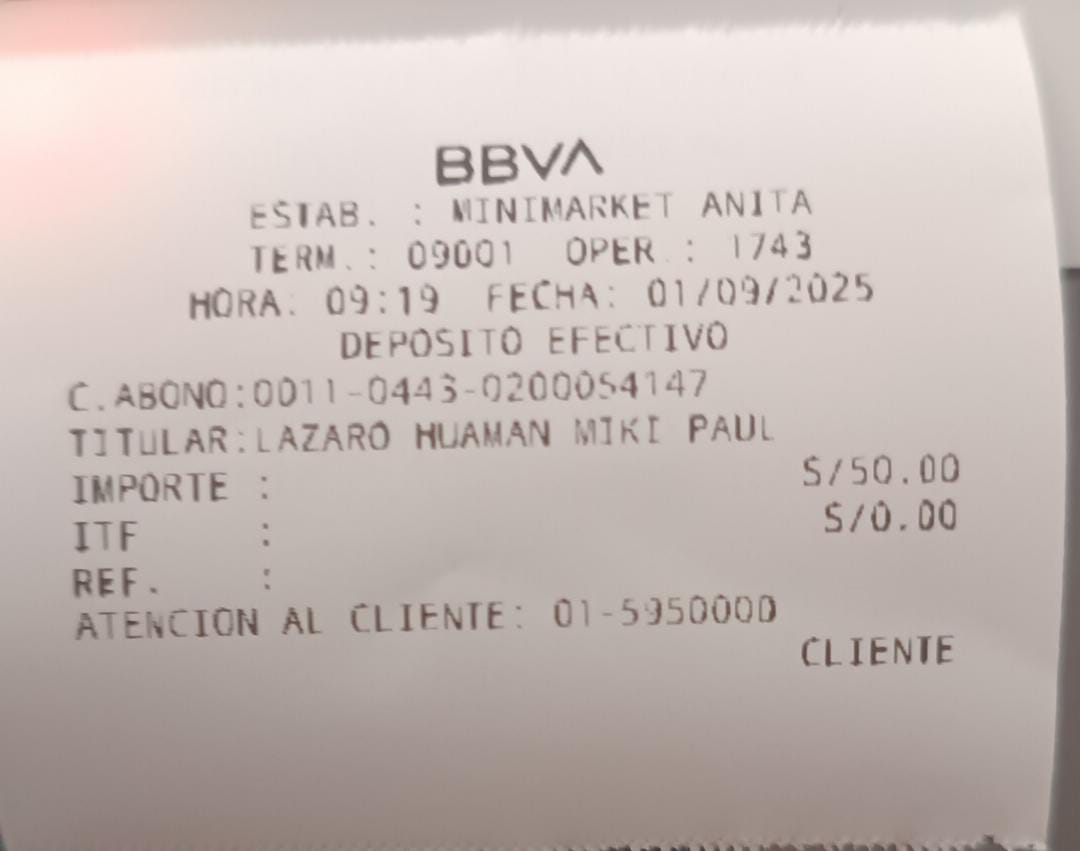 BBVA
ESTAB. : MINIMARKET ANITA
TERM.: 09001 OPER.: 1743
HORA: 09:19 FECHA: 01/09/2025
DEPOSITO EFECTIVO
C.ABONO:0011-0443-0200054147
TITULAR:LAZARO HUAMAN MIKI PAUL
IMPORTE : S/50.00
ITF : S/0.00
REF. :
ATENCION AL CLIENTE: 01-5950000
CLIENTE